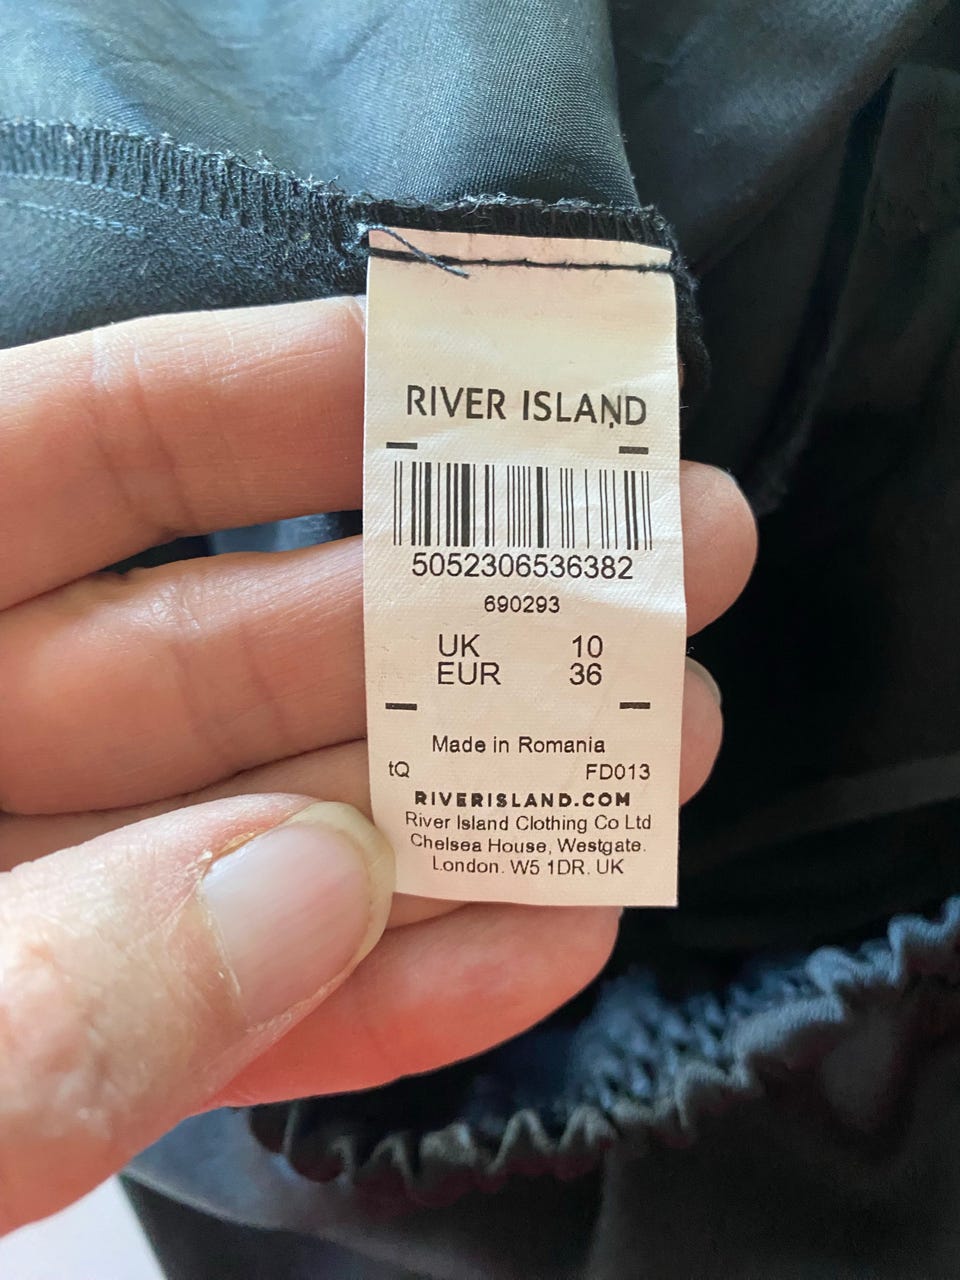 RIVER ISLAND
5052306536382
690293
UK 10
EUR 36
Made in Romania
tQ FD013
RIVERISLAND.COM
River Island Clothing Co Ltd
Chelsea House, Westgate.
London. W5 1DR. UK